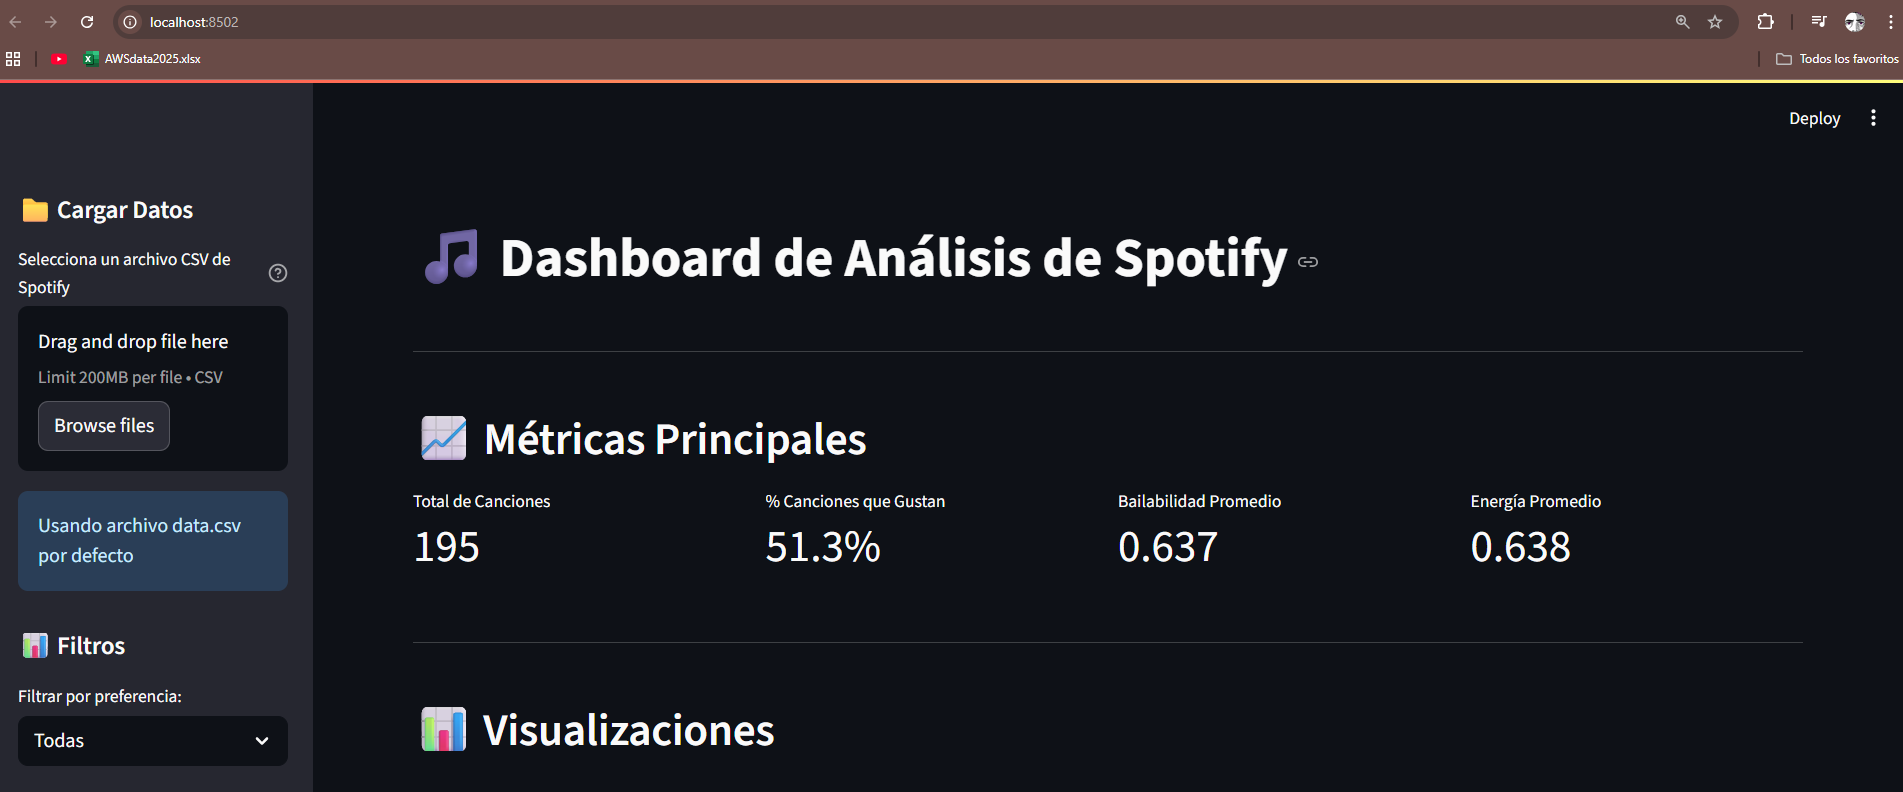 localhost:8502
AWSdata2025.xlsx
Todos los favoritos
Deploy
Cargar Datos
Selecciona un archivo CSV de
Spotify
Drag and drop file here
Limit 200MB per file • CSV
Browse files
Usando archivo data.csv
por defecto
Filtros
Filtrar por preferencia:
Todas
Dashboard de Análisis de Spotify
Métricas Principales
Total de Canciones
195
% Canciones que Gustan
51.3%
Bailabilidad Promedio
0.637
Energía Promedio
0.638
Visualizaciones